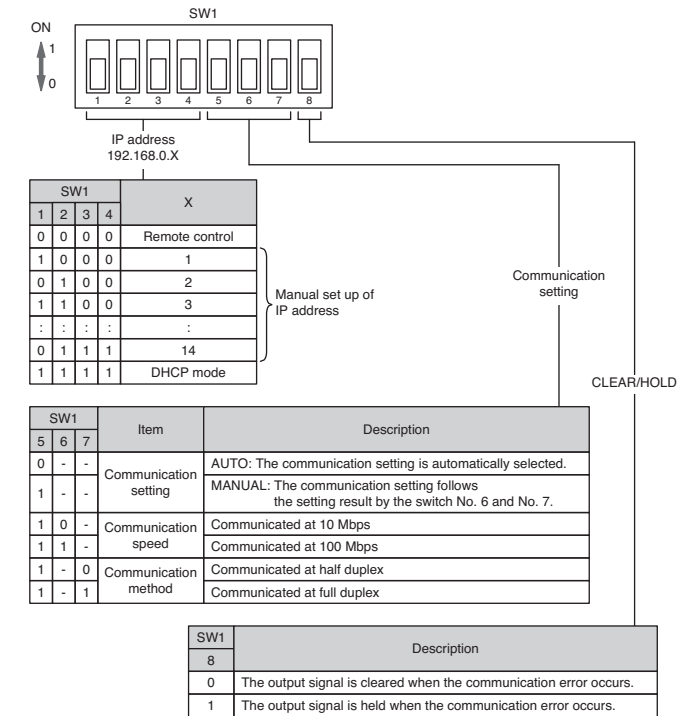 SW1
ON
1
0
1 2 3 4 5 6 7 8
IP address
192.168.0.X
SW1 X
1 2 3 4
0 0 0 0 Remote control
1 0 0 0 1
0 1 0 0 2
1 1 0 0 3
: : : : :
0 1 1 1 14
1 1 1 1 DHCP mode
Manual set up of
IP address
Communication
setting
CLEAR/HOLD
SW1 Item Description
5 6 7
0 - - Communication setting AUTO: The communication setting is automatically selected.
1 - - MANUAL: The communication setting follows
the setting result by the switch No. 6 and No. 7.
1 0 - Communication speed Communicated at 10 Mbps
1 1 - Communicated at 100 Mbps
1 - 0 Communication method Communicated at half duplex
1 - 1 Communicated at full duplex
SW1 Description
8
0 The output signal is cleared when the communication error occurs.
1 The output signal is held when the communication error occurs.